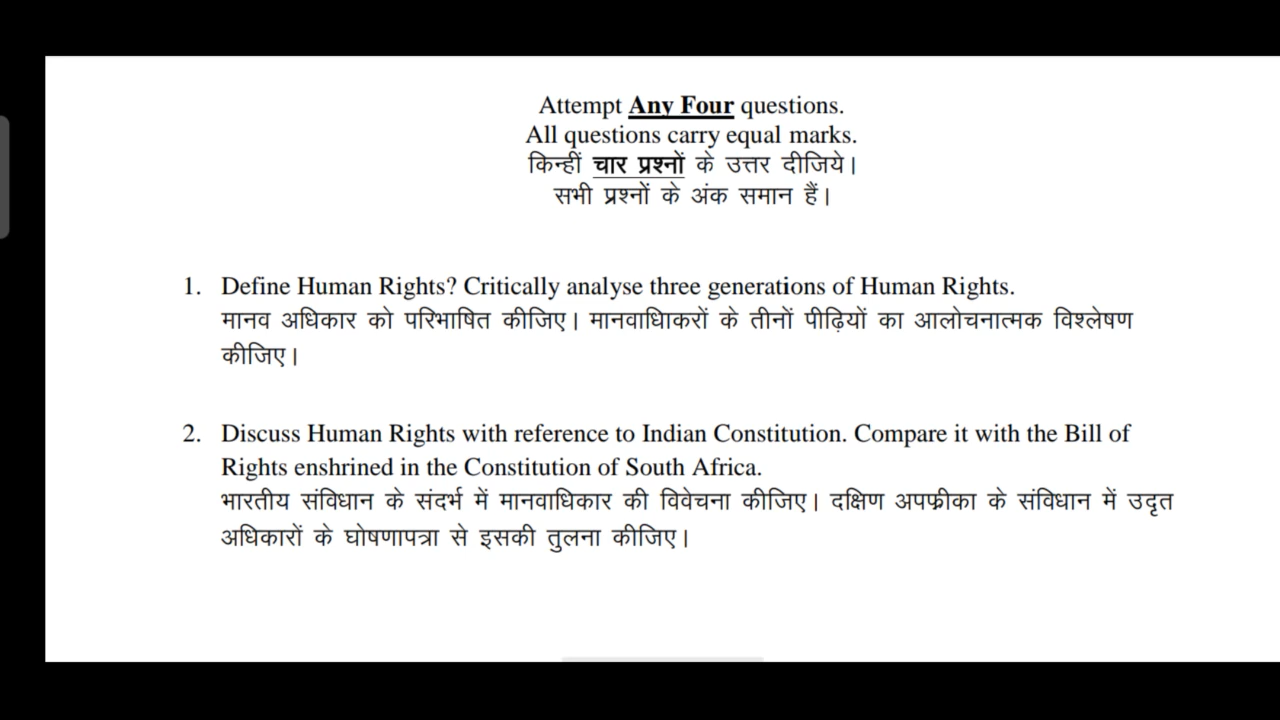 Attempt Any Four questions.
All questions carry equal marks.
किन्हीं चार प्रश्नों के उत्तर दीजिये।
सभी प्रश्नों के अंक समान हैं।
1. Define Human Rights? Critically analyse three generations of Human Rights.
मानव अधिकार को परिभाषित कीजिए। मानवाधिाकरों के तीनों पीढ़ियों का आलोचनात्मक विश्लेषण
कीजिए।
2. Discuss Human Rights with reference to Indian Constitution. Compare it with the Bill of
Rights enshrined in the Constitution of South Africa.
भारतीय संविधान के संदर्भ में मानवाधिकार की विवेचना कीजिए। दक्षिण अपफ्रीका के संविधान में उदृत
अधिकारों के घोषणापत्रा से इसकी तुलना कीजिए।